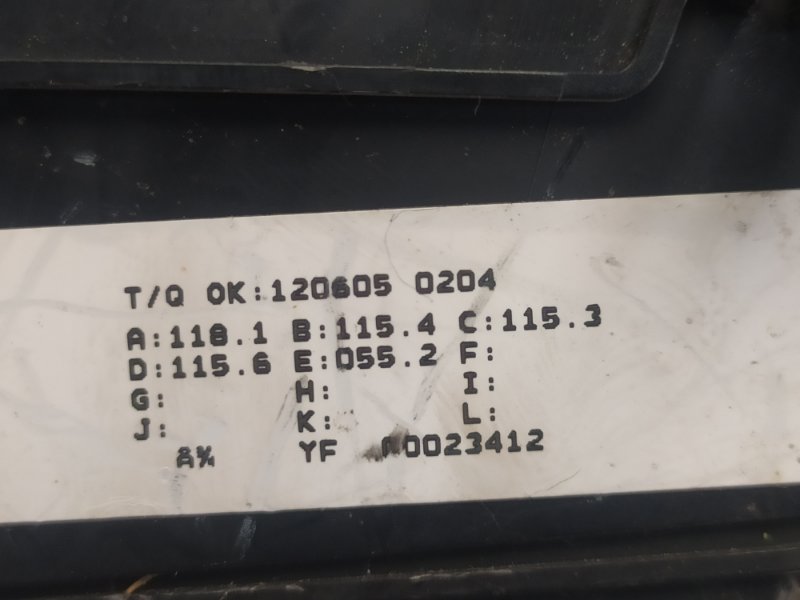 T/Q OK:120605 0204
A:118.1 B:115.4 C:115.3
D:115.6 E:055.2 F:
G: H: I:
J: K: L:
YF